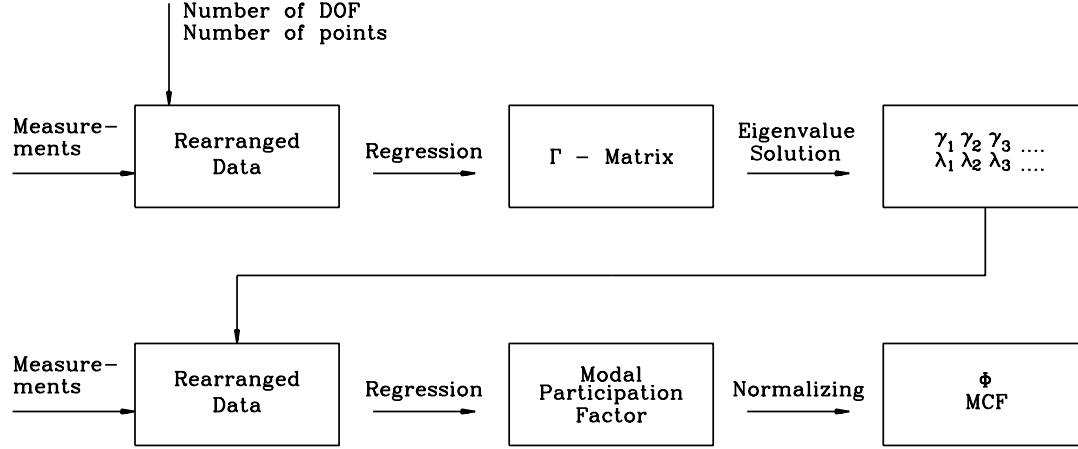 Number of DOF
Number of points
Measure-
ments
Rearranged
Data
Regression
Γ - Matrix
Eigenvalue
Solution
γ1 γ2 γ3 ....
λ1 λ2 λ3 ....
Measure-
ments
Rearranged
Data
Regression
Modal
Participation
Factor
Normalizing
Φ
MCF